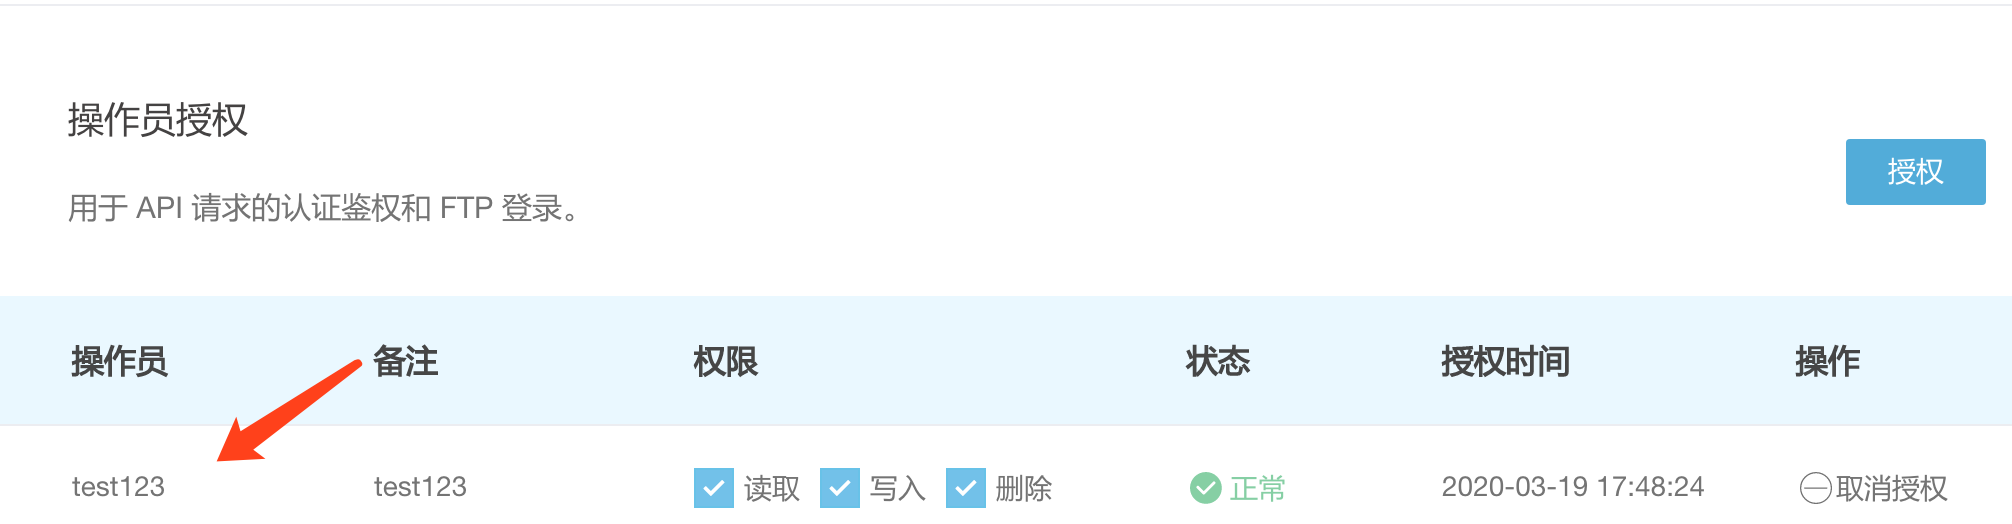 操作员授权
授权
用于 API 请求的认证鉴权和 FTP 登录。
操作员 备注 权限 状态 授权时间 操作
test123 test123 读取 写入 删除 正常 2020-03-19 17:48:24 取消授权